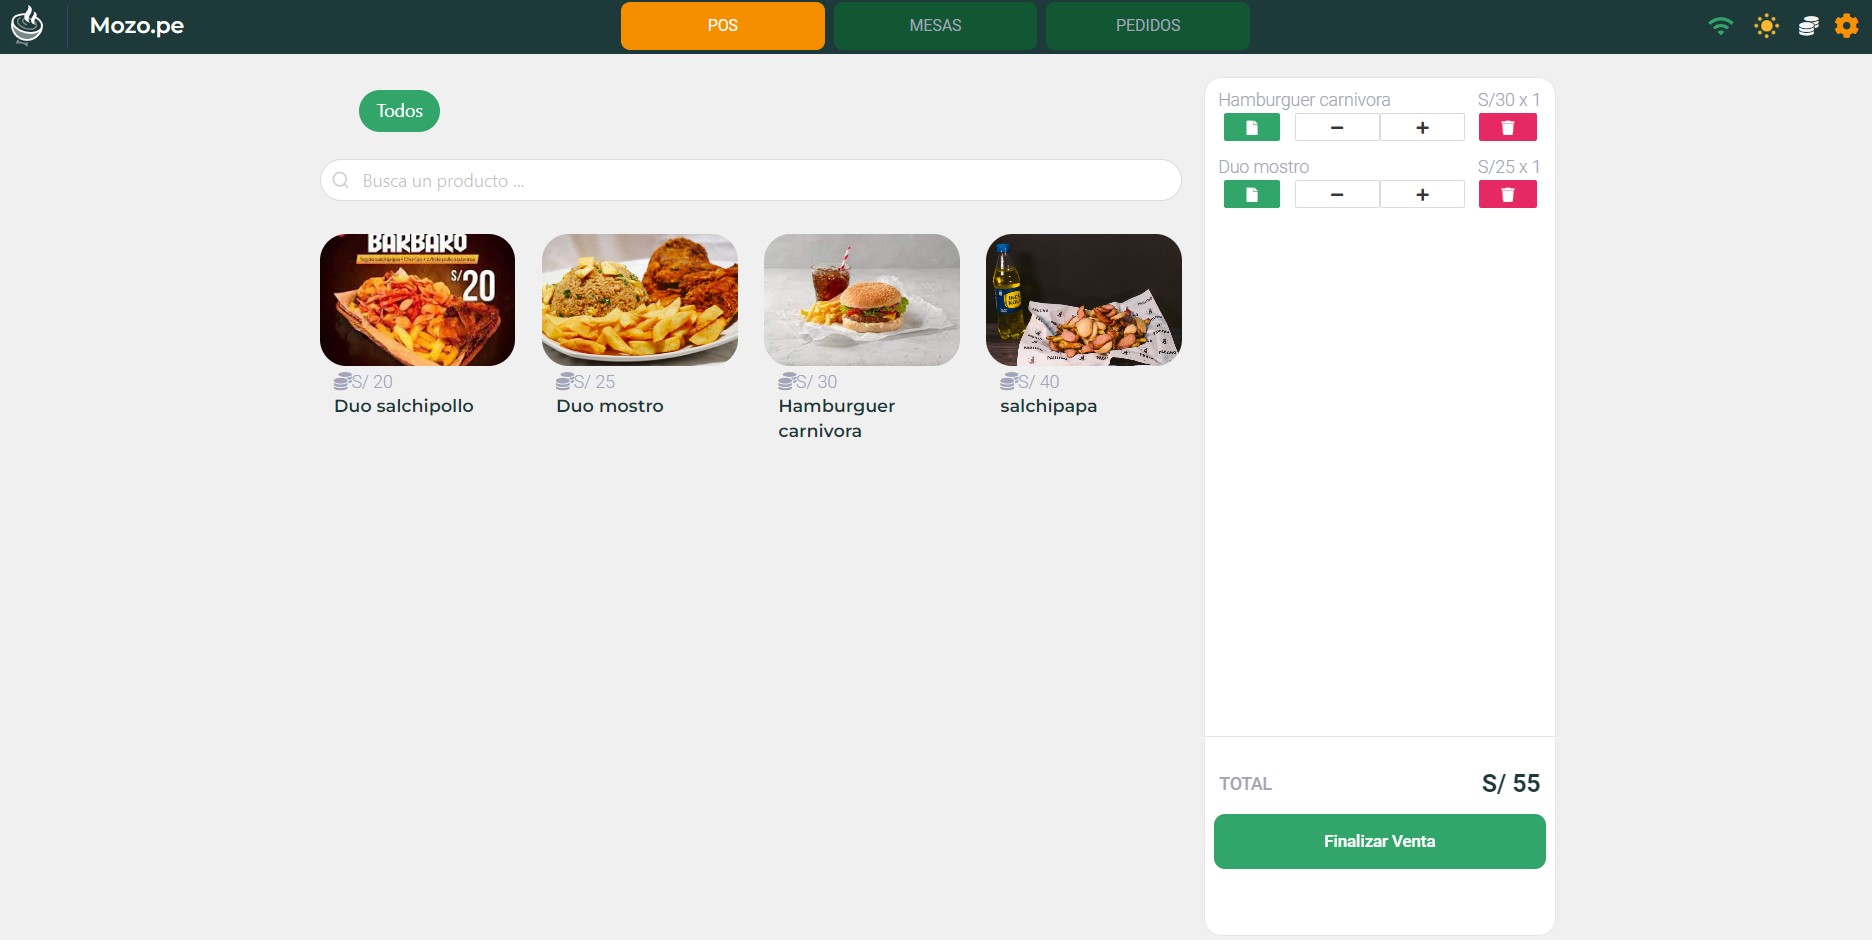 Mozo.pe
POS
MESAS
PEDIDOS
Todos
Busca un producto ...
BARBARO
S/20
S/ 20
Duo salchipollo
S/ 25
Duo mostro
S/ 30
Hamburguer
carnivora
S/ 40
salchipapa
Hamburguer carnivora S/30 x 1
Duo mostro S/25 x 1
TOTAL S/ 55
Finalizar Venta